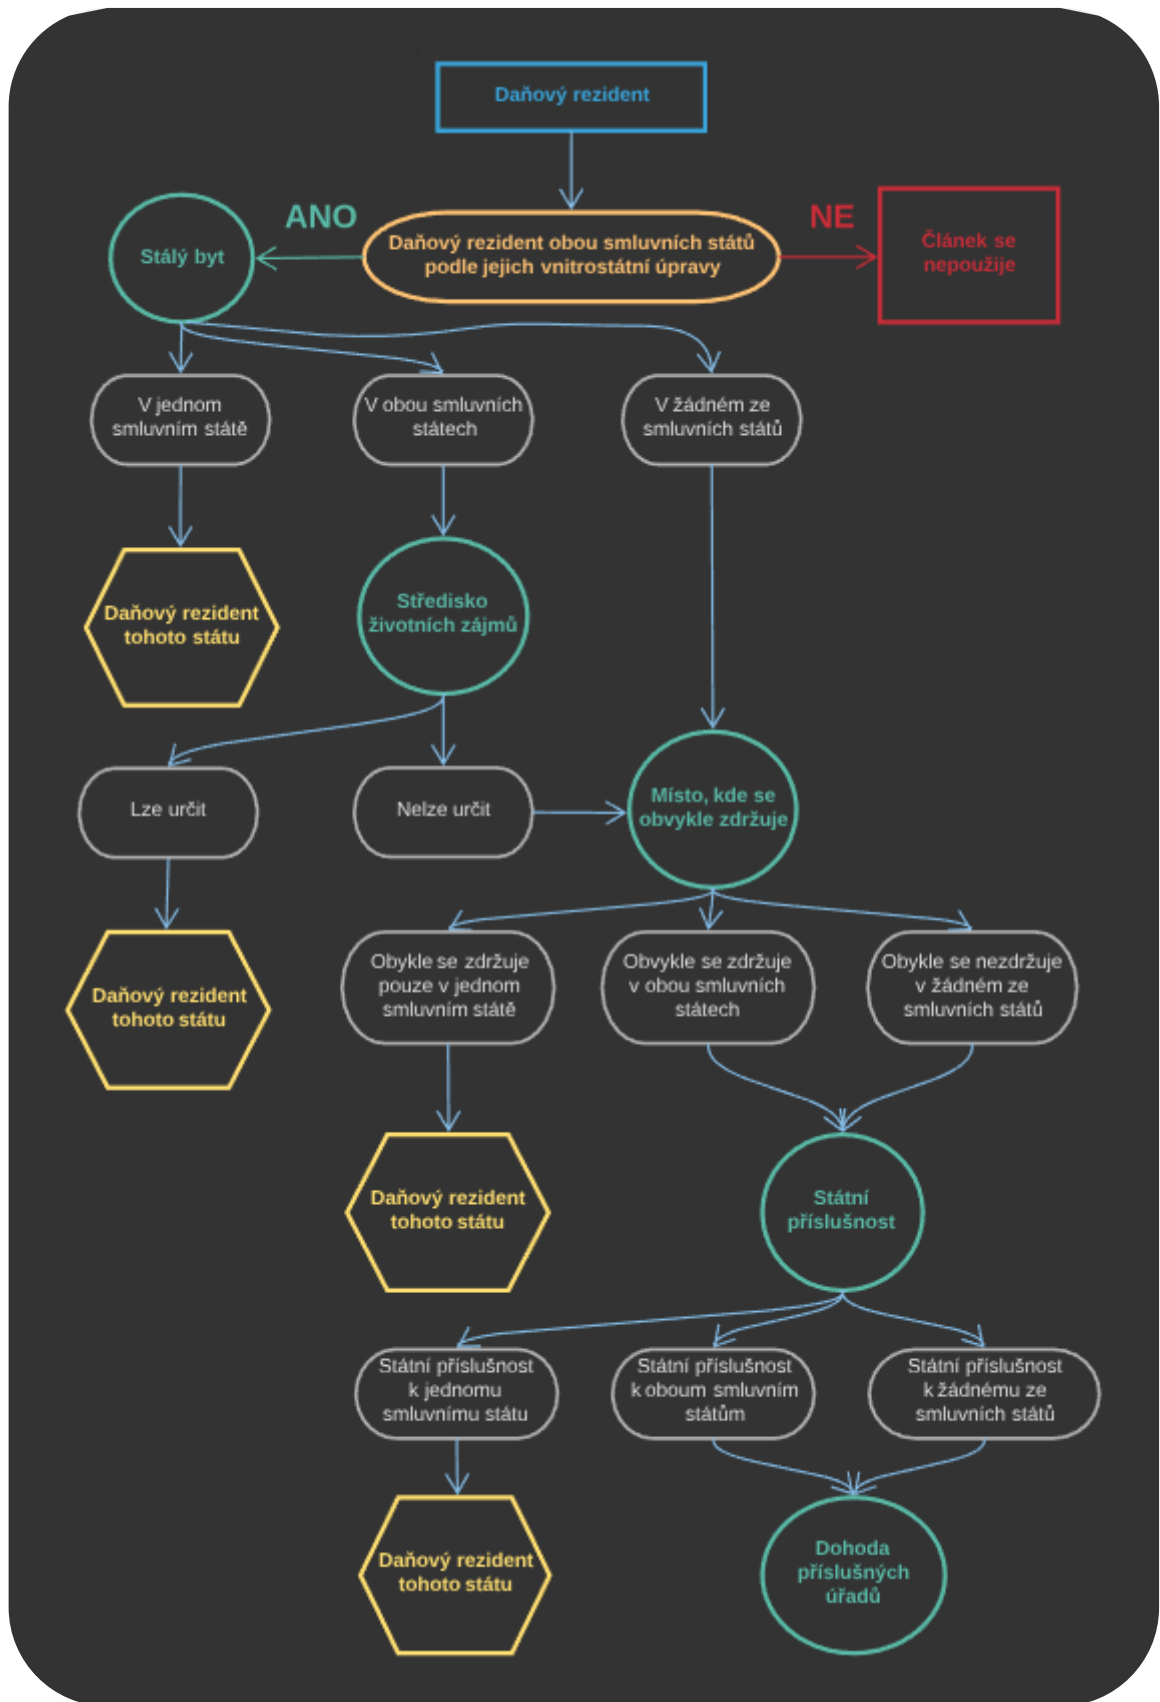 Daňový rezident
ANO
NE
Stálý byt
Daňový rezident obou smluvních států
podle jejich vnitrostátní úpravy
Článek se
nepoužije
V jednom
smluvním státě
V obou smluvních
státech
V žádném ze
smluvních států
Daňový rezident
tohoto státu
Středisko
životních zájmů
Lze určit
Nelze určit
Místo, kde se
obvykle zdržuje
Daňový rezident
tohoto státu
Obykle se zdržuje
pouze v jednom
smluvním státě
Obvykle se zdržuje
v obou smluvních
státech
Obykle se nezdržuje
v žádném ze
smluvních států
Daňový rezident
tohoto státu
Státní
příslušnost
Státní příslušnost
k jednomu
smluvnímu státu
Státní příslušnost
k oboum smluvním
státům
Státní příslušnost
k žádnému ze
smluvních států
Daňový rezident
tohoto státu
Dohoda
příslušných
úřadů